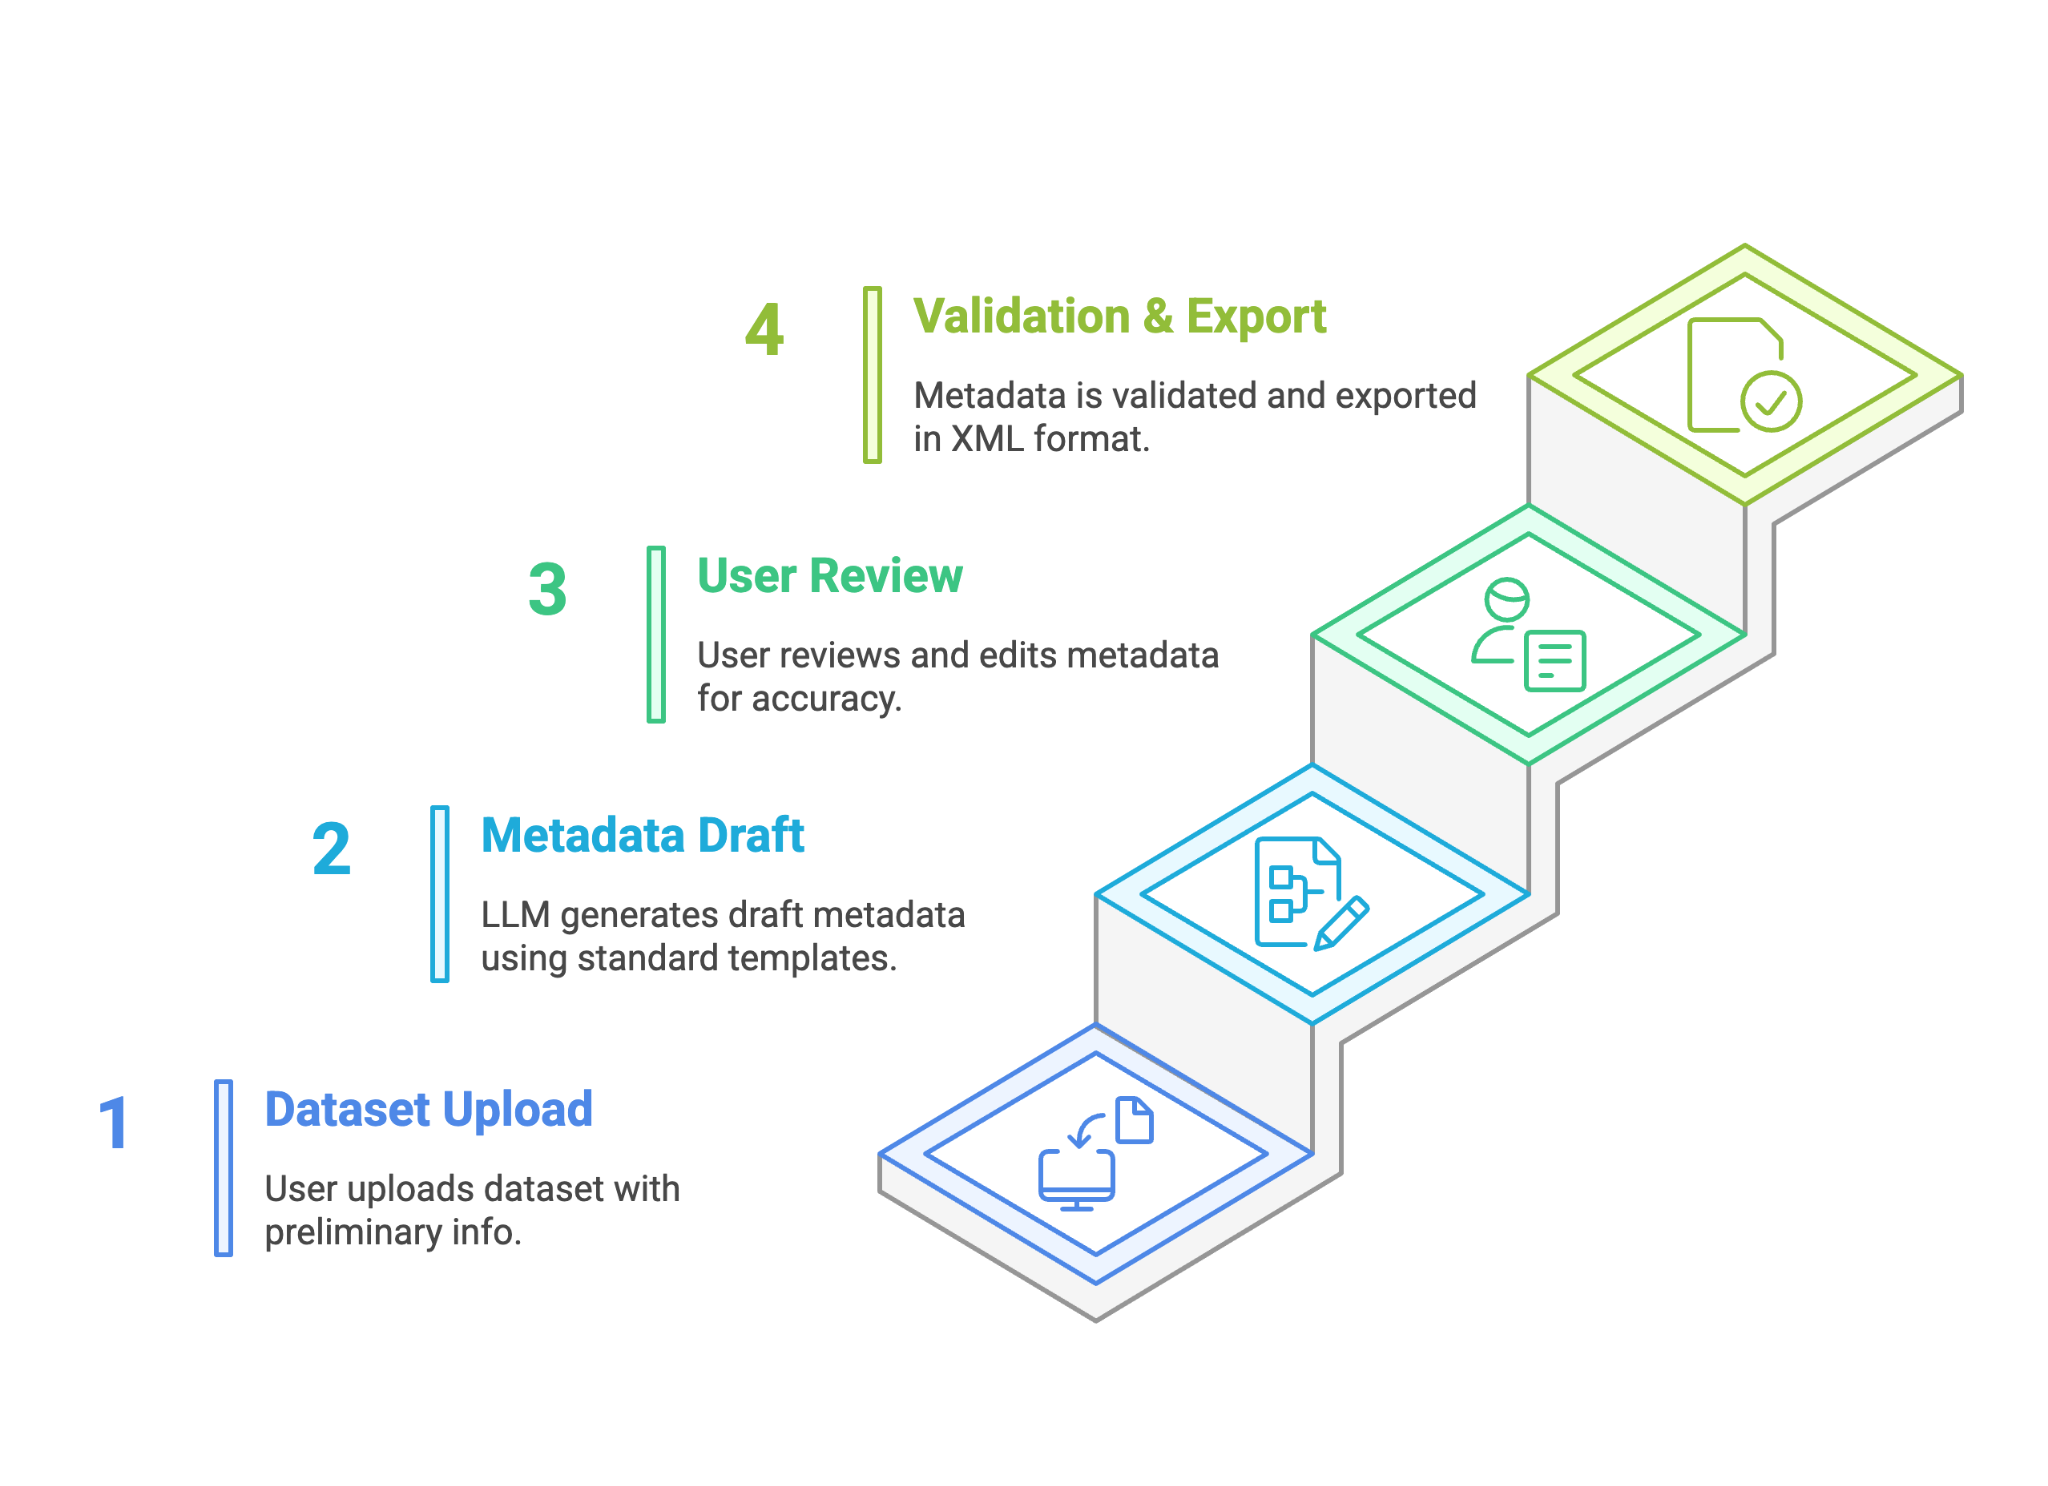 4
Validation & Export
Metadata is validated and exported
in XML format.
3
User Review
User reviews and edits metadata
for accuracy.
2
Metadata Draft
LLM generates draft metadata
using standard templates.
1
Dataset Upload
User uploads dataset with
preliminary info.